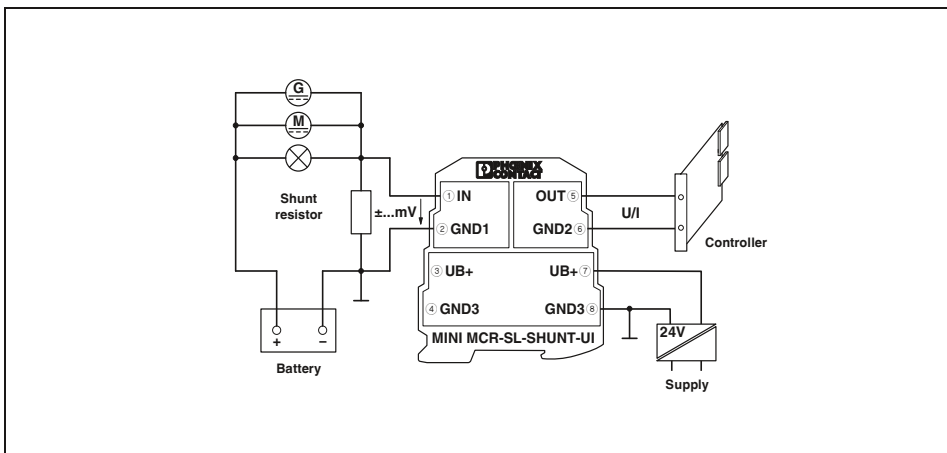 G
M
Shunt
resistor
±...mV
PHOENIX
CONTACT
① IN
OUT ⑤
② GND1
GND2 ⑥
U/I
Controller
③ UB+
UB+ ⑦
④ GND3
GND3 ⑧
MINI MCR-SL-SHUNT-UI
+ –
Battery
24V
Supply